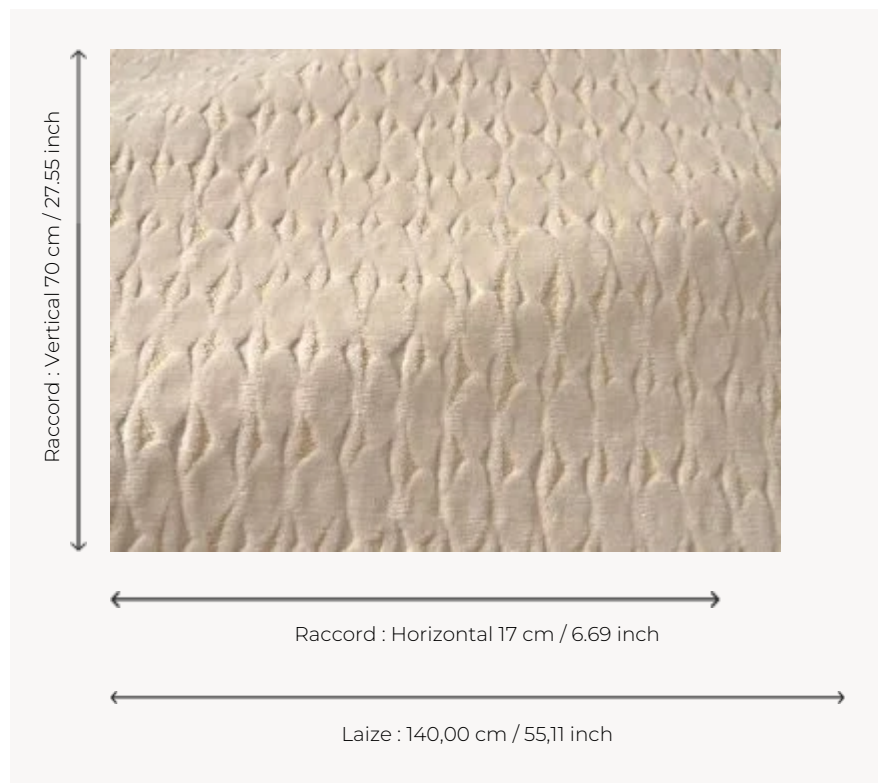 Raccord : Vertical 70 cm / 27.55 inch
Raccord : Horizontal 17 cm / 6.69 inch
Laize : 140,00 cm / 55,11 inch